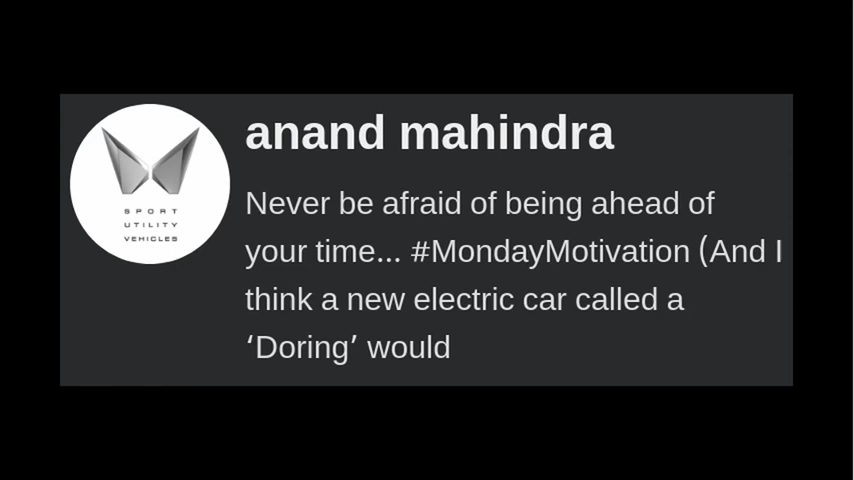 SPORT
UTILITY
VEHICLES
anand mahindra
Never be afraid of being ahead of
your time... #MondayMotivation (And I
think a new electric car called a
‘Doring’ would